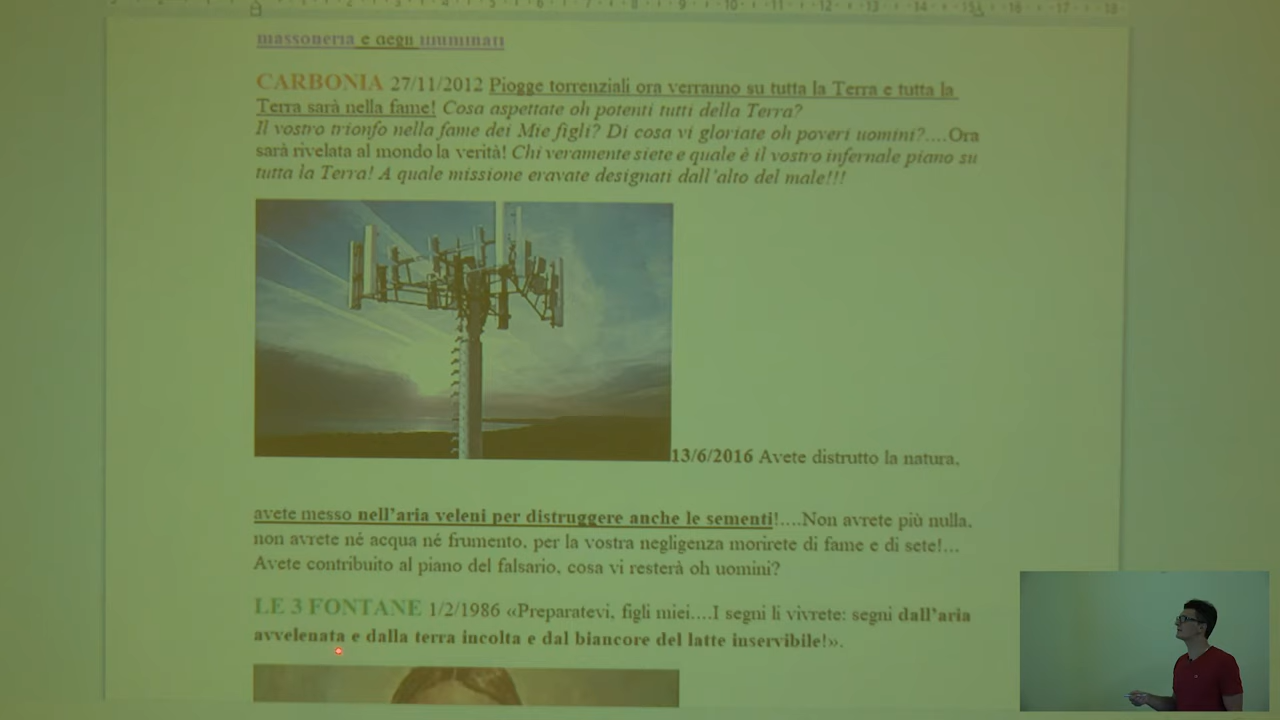 massoneria e degli illuminati
CARBONIA 27/11/2012 Piogge torrenziali ora verranno su tutta la Terra e tutta la
Terra sarà nella fame! Cosa aspettate oh potenti tutti della Terra?
Il vostro trionfo nella fame dei Mie figli? Di cosa vi gloriate oh poveri uomini?....Ora
sarà rivelata al mondo la verità! Chi veramente siete e quale è il vostro infernale piano su
tutta la Terra! A quale missione eravate designati dall'alto del male!!!
13/6/2016 Avete distrutto la natura,
avete messo nell'aria veleni per distruggere anche le sementi!....Non avrete più nulla,
non avrete né acqua né frumento, per la vostra negligenza morirete di fame e di sete!...
Avete contribuito al piano del falsario, cosa vi resterà oh uomini?
LE 3 FONTANE 1/2/1986 «Preparatevi, figli miei....I segni li vivrete: segni dall'aria
avvelenata e dalla terra incolta e dal biancore del latte inservibile!».